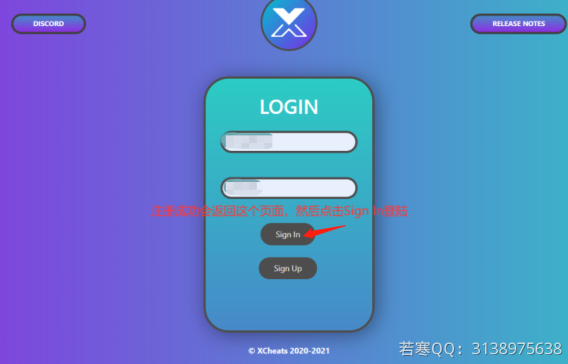 DISCORD
RELEASE NOTES
LOGIN
注册成功会返回这个页面，然后点击Sign in登陆
Sign In
Sign Up
© XCheats 2020-2021
若寒QQ：3138975638